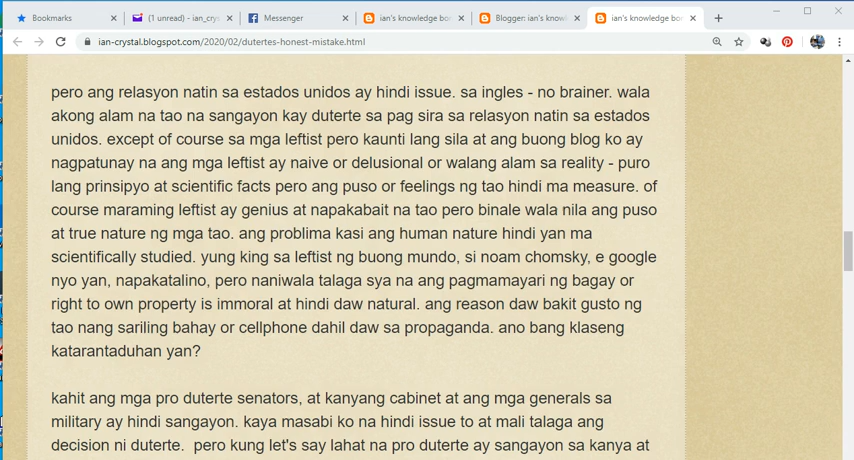 Bookmarks
(1 unread) - ian_crys
Messenger
ian's knowledge bo
Blogger: ian's knowl
ian's knowledge bo
ian-crystal.blogspot.com/2020/02/dutertes-honest-mistake.html
pero ang relasyon natin sa estados unidos ay hindi issue. sa ingles - no brainer. wala
akong alam na tao na sangayon kay duterte sa pag sira sa relasyon natin sa estados
unidos. except of course sa mga leftist pero kaunti lang sila at ang buong blog ko ay
nagpatunay na ang mga leftist ay naive or delusional or walang alam sa reality - puro
lang prinsipyo at scientific facts pero ang puso or feelings ng tao hindi ma measure. of
course maraming leftist ay genius at napakabait na tao pero binale wala nila ang puso
at true nature ng mga tao. ang problima kasi ang human nature hindi yan ma
scientifically studied. yung king sa leftist ng buong mundo, si noam chomsky, e google
nyo yan, napakatalino, pero naniwala talaga sya na ang pagmamayari ng bagay or
right to own property is immoral at hindi daw natural. ang reason daw bakit gusto ng
tao nang sariling bahay or cellphone dahil daw sa propaganda. ano bang klaseng
katarantaduhan yan?
kahit ang mga pro duterte senators, at kanyang cabinet at ang mga generals sa
military ay hindi sangayon. kaya masabi ko na hindi issue to at mali talaga ang
decision ni duterte. pero kung let's say lahat na pro duterte ay sangayon sa kanya at